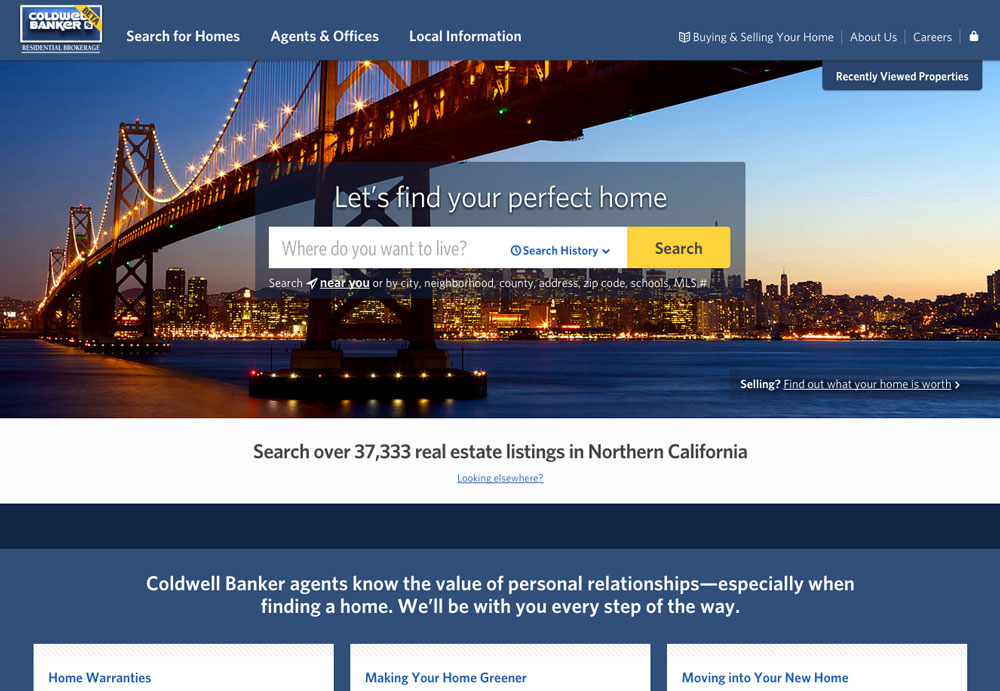 COLDWELL
BANKER
BETA
RESIDENTIAL BROKERAGE
Search for Homes
Agents & Offices
Local Information
Buying & Selling Your Home
About Us
Careers
Recently Viewed Properties
Let's find your perfect home
Where do you want to live?
Search History
Search
Search near you or by city, neighborhood, county, address, zip code, schools, MLS #
Selling? Find out what your home is worth
Search over 37,333 real estate listings in Northern California
Looking elsewhere?
Coldwell Banker agents know the value of personal relationships—especially when
finding a home. We'll be with you every step of the way.
Home Warranties
Making Your Home Greener
Moving into Your New Home